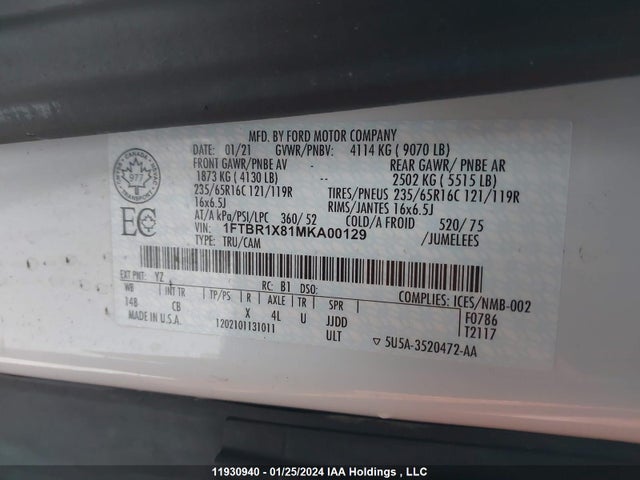 MFD. BY FORD MOTOR COMPANY
DATE: 01/21 GVWR/PNBV: 4114 KG ( 9070 LB)
FRONT GAWR/PNBE AV - REAR GAWR/ PNBE AR
1873 KG ( 4130 LB) -- 2502 KG ( 5515 LB)
235/65R16C 121/119R TIRES/PNEUS 235/65R16C 121/119R
16x6.5J RIMS/JANTES 16x6.5J
AT/A kPa/PSI/LPC 360/ 52 COLD/A FROID 520/ 75
VIN: 1FTBR1X81MKA00129 /JUMELEES
TYPE: TRU/CAM
EC
EXT PNT: YZ RC: B1 DSO: COMPLIES: ICES/NMB-002
WB INT TR TP/PS R AXLE TR SPR F0786
148 CB X 4L U JJDD T2117
MADE IN U.S.A. 1202101131011 ULT 5U5A-3520472-AA
11930940 - 01/25/2024 IAA Holdings , LLC